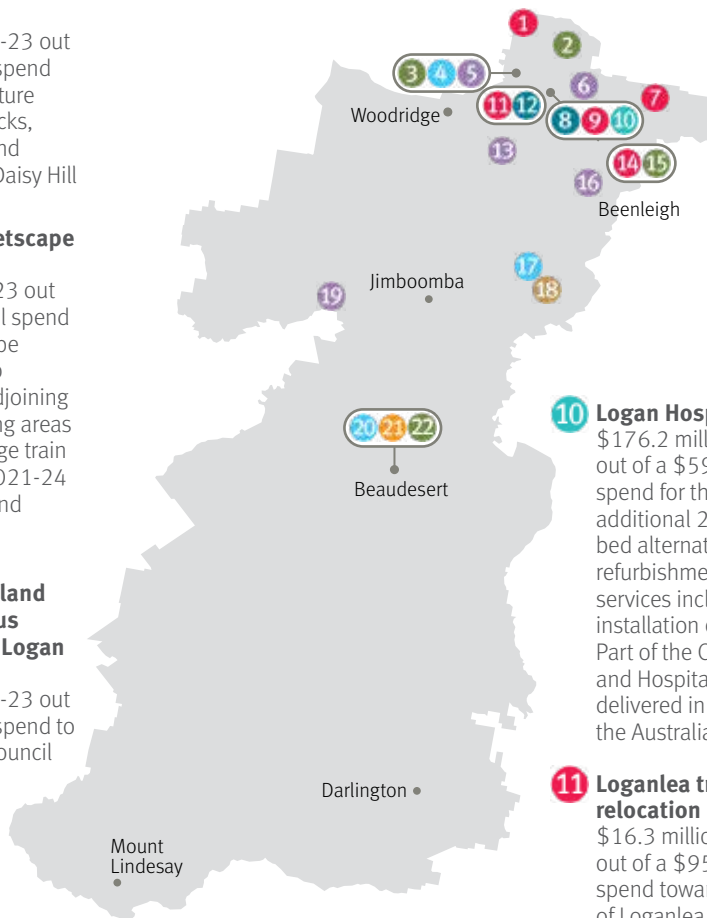 -23 out
spend
ture
cks,
nd
Daisy Hill
etscape
23 out
l spend
be
o
djoining
ng areas
ge train
021-24
nd
land
us
Logan
-23 out
spend to
ouncil
1
2
3 4 5
6
7
Woodridge
11 12
8 9 10
13
14 15
16
Beenleigh
17
18
Jimboomba
19
20 21 22
Beaudesert
Darlington
Mount
Lindesay
10 Logan Hosp
$176.2 milli
out of a $59
spend for th
additional 2
bed alternat
refurbishme
services incl
installation o
Part of the C
and Hospita
delivered in
the Australia
11 Loganlea tr
relocation
$16.3 millio
out of a $95
spend towar
of Loganlea